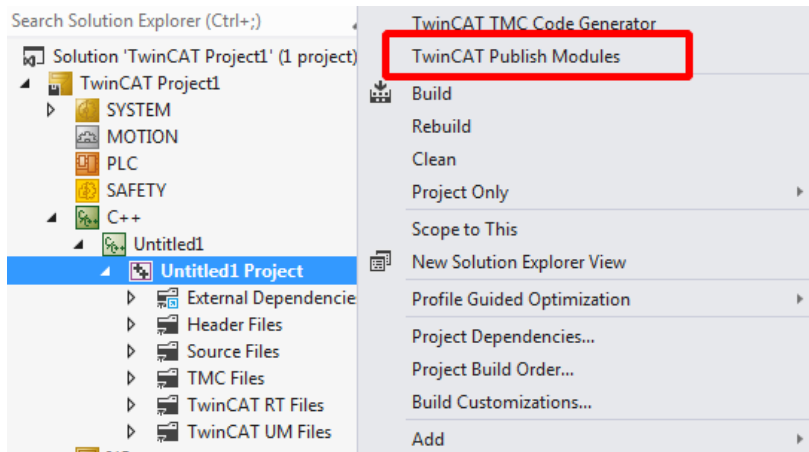 Search Solution Explorer (Ctrl+;)
Solution 'TwinCAT Project1' (1 project)
TwinCAT Project1
SYSTEM
MOTION
PLC
SAFETY
C++
Untitled1
Untitled1 Project
External Dependencie
Header Files
Source Files
TMC Files
TwinCAT RT Files
TwinCAT UM Files
TwinCAT TMC Code Generator
TwinCAT Publish Modules
Build
Rebuild
Clean
Project Only
Scope to This
New Solution Explorer View
Profile Guided Optimization
Project Dependencies...
Project Build Order...
Build Customizations...
Add